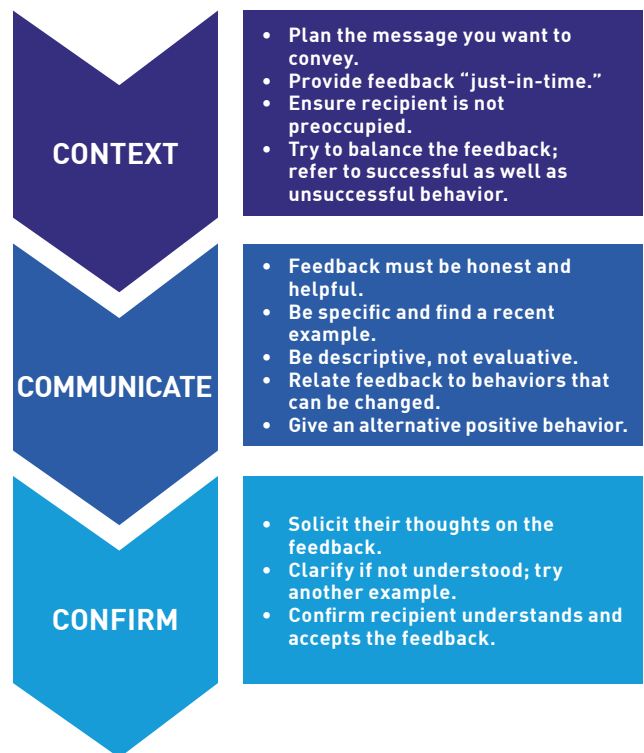 CONTEXT
• Plan the message you want to
convey.
• Provide feedback “just-in-time.”
• Ensure recipient is not
preoccupied.
• Try to balance the feedback;
refer to successful as well as
unsuccessful behavior.
COMMUNICATE
• Feedback must be honest and
helpful.
• Be specific and find a recent
example.
• Be descriptive, not evaluative.
• Relate feedback to behaviors that
can be changed.
• Give an alternative positive behavior.
CONFIRM
• Solicit their thoughts on the
feedback.
• Clarify if not understood; try
another example.
• Confirm recipient understands and
accepts the feedback.